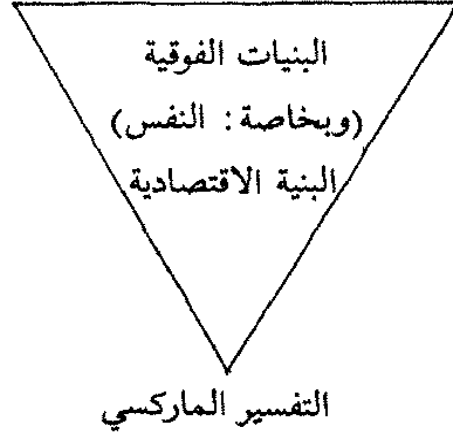 البنيات الفوقية
(وبخاصة: النفس)
البنية الاقتصادية
التفسير الماركسي